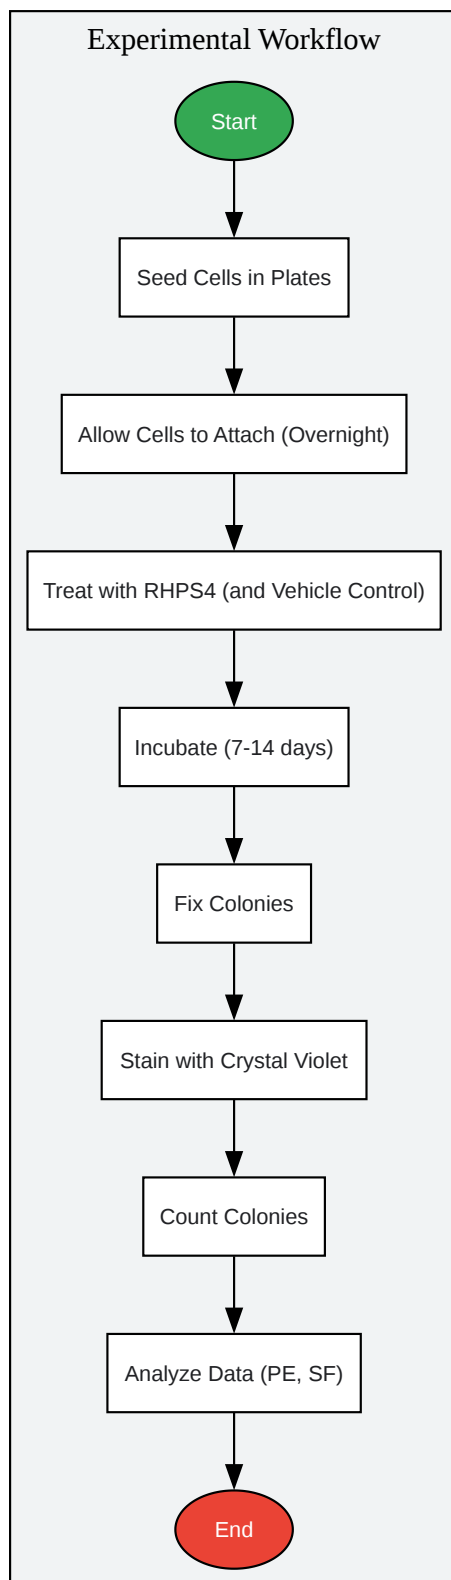 Experimental Workflow
Start
Seed Cells in Plates
Allow Cells to Attach (Overnight)
Treat with RHPS4 (and Vehicle Control)
Incubate (7-14 days)
Fix Colonies
Stain with Crystal Violet
Count Colonies
Analyze Data (PE, SF)
End